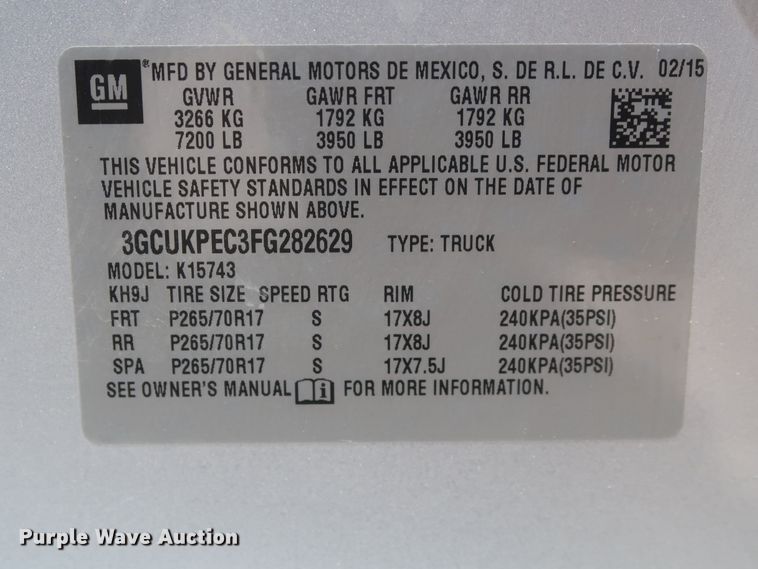 GM ® MFD BY GENERAL MOTORS DE MEXICO, S. DE R.L. DE C.V. 02/15
GVWR GAWR FRT GAWR RR
3266 KG 1792 KG 1792 KG
7200 LB 3950 LB 3950 LB
THIS VEHICLE CONFORMS TO ALL APPLICABLE U.S. FEDERAL MOTOR
VEHICLE SAFETY STANDARDS IN EFFECT ON THE DATE OF
MANUFACTURE SHOWN ABOVE.
3GCUKPEC3FG282629 TYPE: TRUCK
MODEL: K15743
KH9J TIRE SIZE SPEED RTG RIM COLD TIRE PRESSURE
FRT P265/70R17 S 17X8J 240KPA(35PSI)
RR P265/70R17 S 17X8J 240KPA(35PSI)
SPA P265/70R17 S 17X7.5J 240KPA(35PSI)
SEE OWNER'S MANUAL i FOR MORE INFORMATION.
Purple Wave Auction